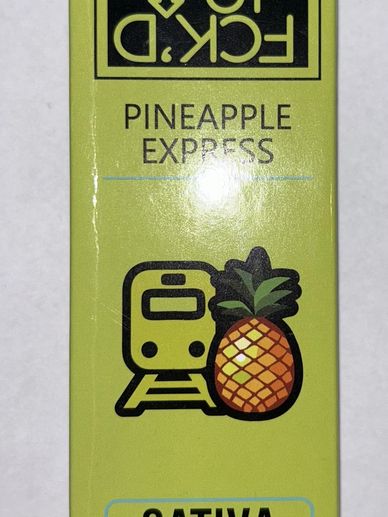 FCK'D
PINEAPPLE
EXPRESS
SATIVA